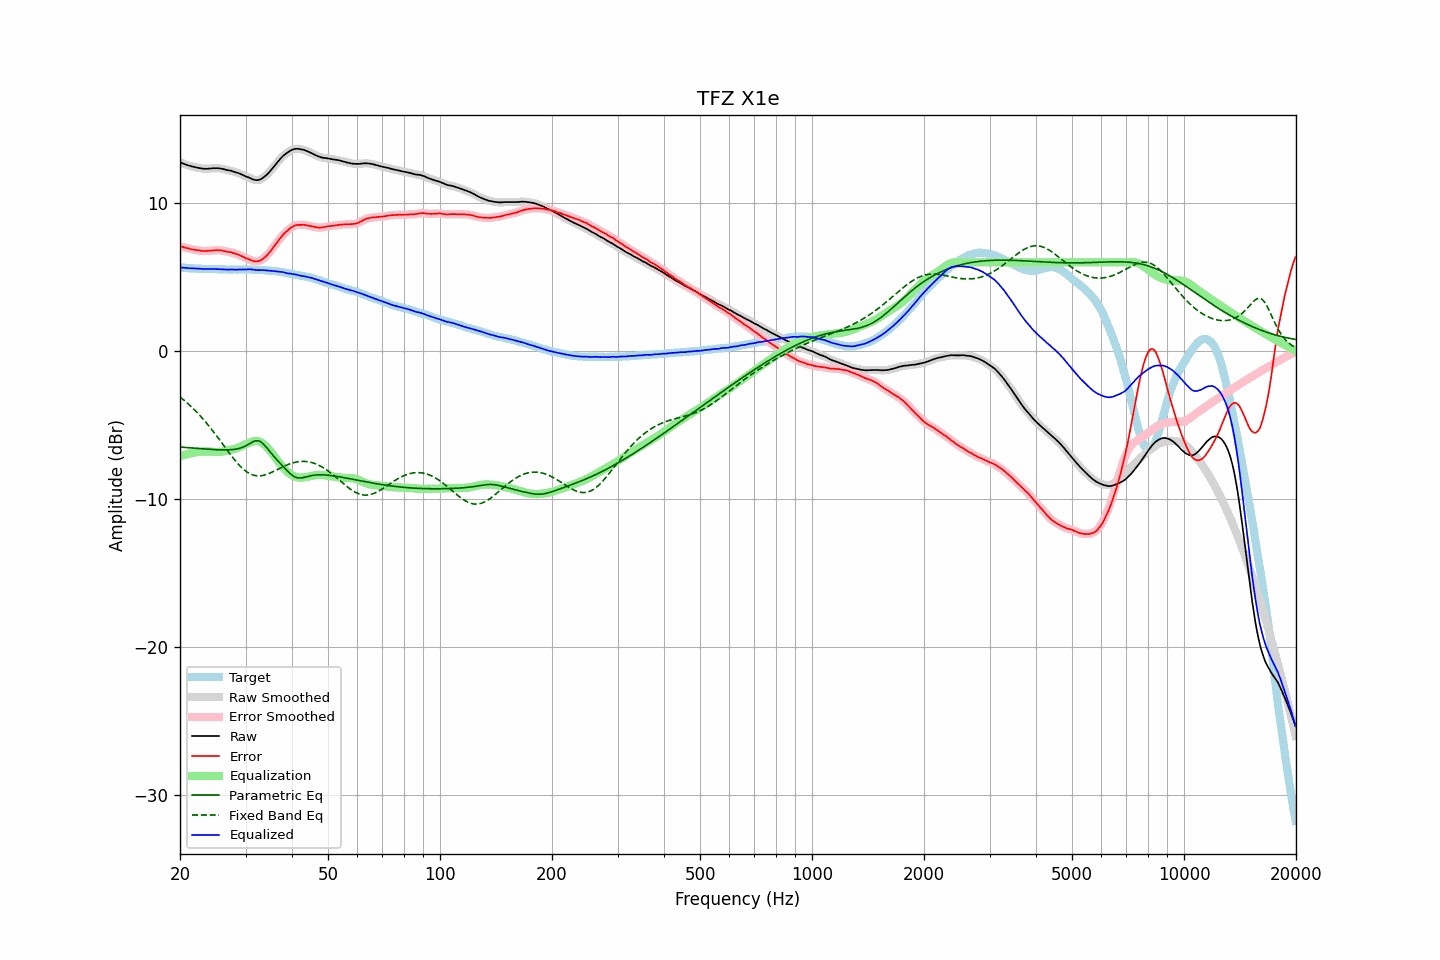 TFZ X1e
Amplitude (dBr)
10
0
−10
−20
−30
Target
Raw Smoothed
Error Smoothed
Raw
Error
Equalization
Parametric Eq
Fixed Band Eq
Equalized
20 50 100 200 500 1000 2000 5000 10000 20000
Frequency (Hz)